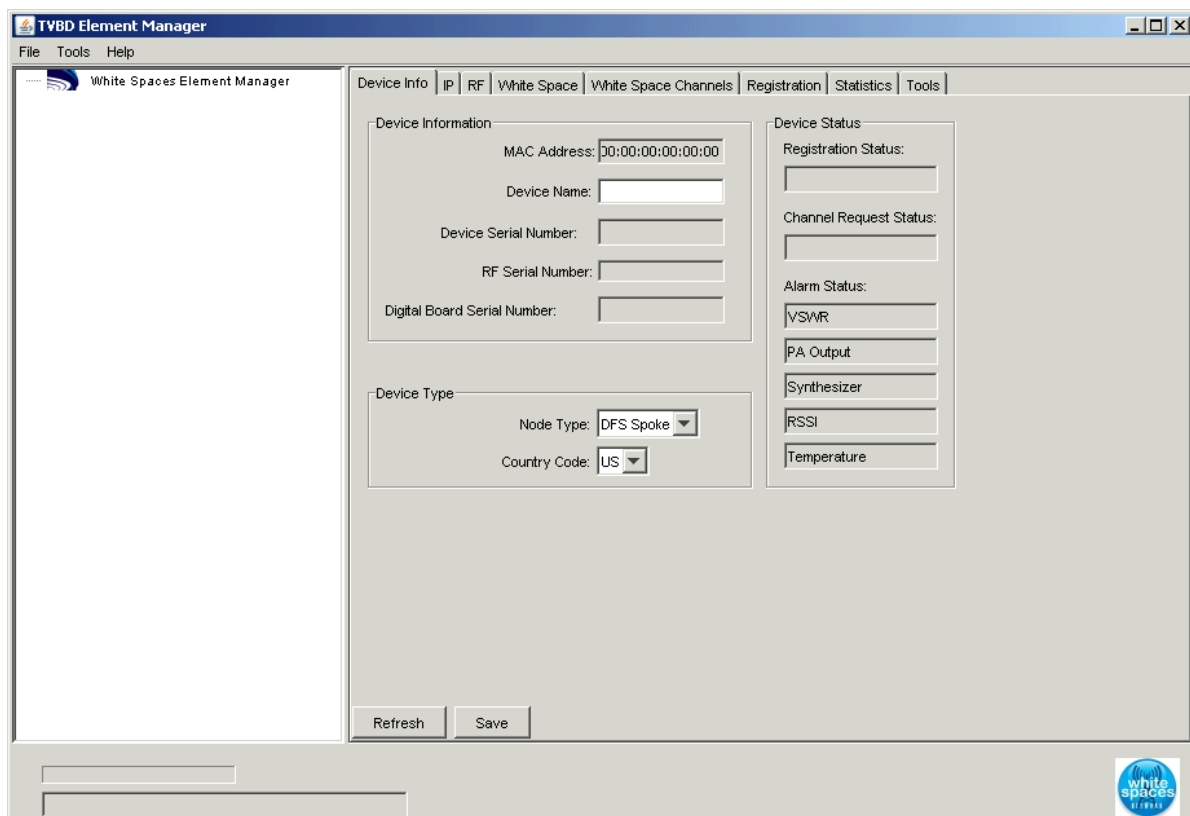 TVBD Element Manager
File Tools Help
White Spaces Element Manager
Device Info IP RF White Space White Space Channels Registration Statistics Tools
Device Information
MAC Address: 00:00:00:00:00:00
Device Name:
Device Serial Number:
RF Serial Number:
Digital Board Serial Number:
Device Type
Node Type: DFS Spoke
Country Code: US
Device Status
Registration Status:
Channel Request Status:
Alarm Status:
VSWR
PA Output
Synthesizer
RSSI
Temperature
Refresh Save
white
spaces
NETWORK